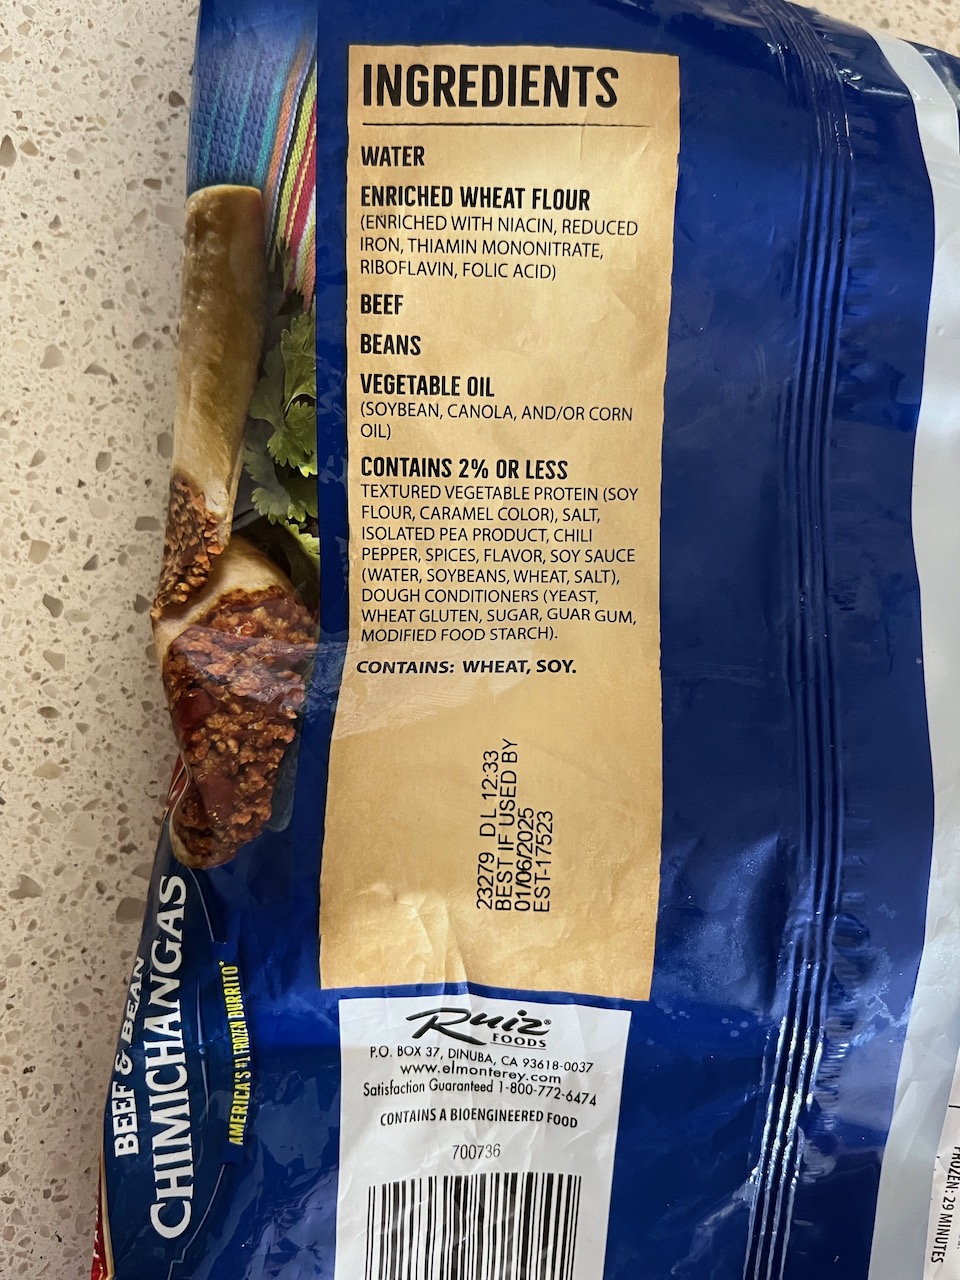 INGREDIENTS
WATER
ENRICHED WHEAT FLOUR
(ENRICHED WITH NIACIN, REDUCED
IRON, THIAMIN MONONITRATE,
RIBOFLAVIN, FOLIC ACID)
BEEF
BEANS
VEGETABLE OIL
(SOYBEAN, CANOLA, AND/OR CORN
OIL)
CONTAINS 2% OR LESS
TEXTURED VEGETABLE PROTEIN (SOY
FLOUR, CARAMEL COLOR), SALT,
ISOLATED PEA PRODUCT, CHILI
PEPPER, SPICES, FLAVOR, SOY SAUCE
(WATER, SOYBEANS, WHEAT, SALT),
DOUGH CONDITIONERS (YEAST,
WHEAT GLUTEN, SUGAR, GUAR GUM,
MODIFIED FOOD STARCH).
CONTAINS: WHEAT, SOY.
23279 DL 12:33
BEST IF USED BY
01/06/2025
EST-17523
Ruiz®
FOODS
P.O. BOX 37, DINUBA, CA 93618-0037
www.elmonterey.com
Satisfaction Guaranteed 1-800-772-6474
CONTAINS A BIOENGINEERED FOOD
700736
BEEF & BEAN
CHIMICHANGAS
AMERICA'S #1 FROZEN BURRITO*
FROZEN: 29 MINUTES